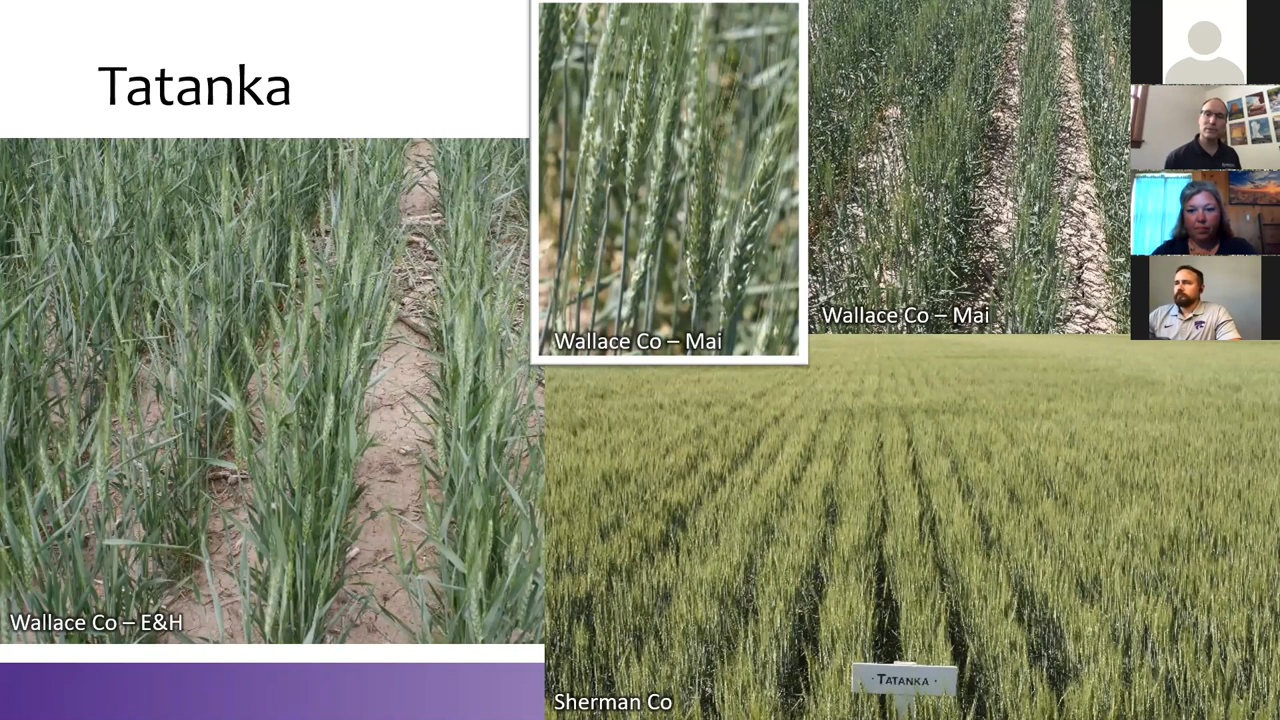 Tatanka
Wallace Co – Mai
Wallace Co – Mai
Wallace Co – E&H
· TATANKA ·
Sherman Co